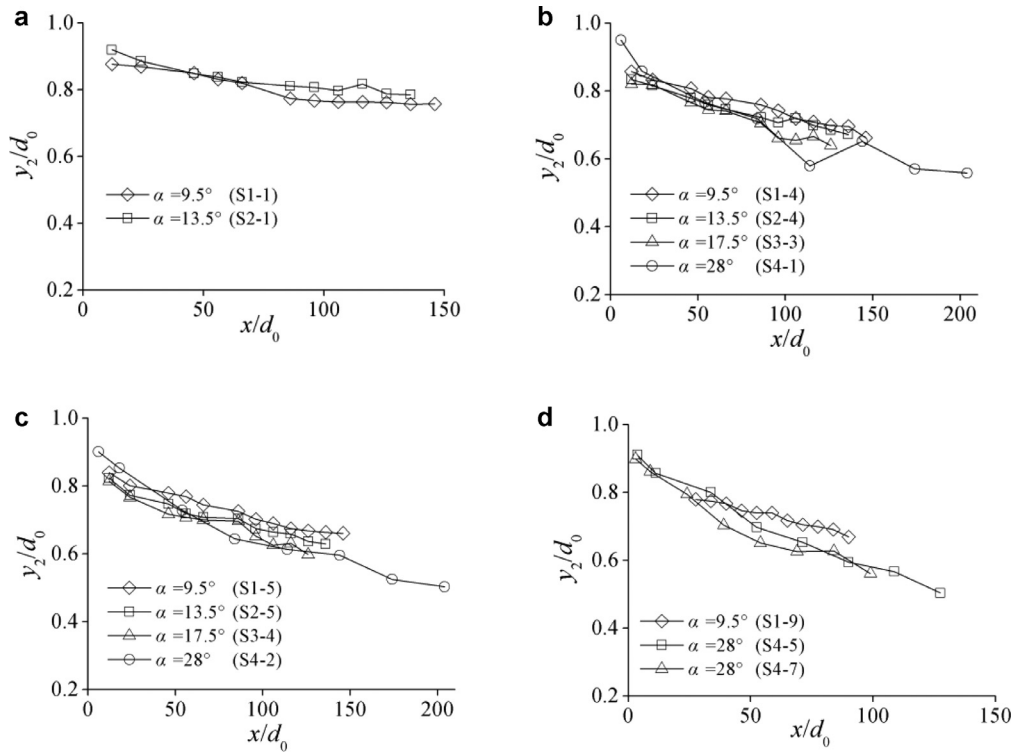 a
1.0
0.8
0.6
0.4
0.2
y₂/d₀
α =9.5° (S1-1)
α =13.5° (S2-1)
0 50 100 150
x/d₀
b
1.0
0.8
0.6
0.4
0.2
y₂/d₀
α =9.5° (S1-4)
α =13.5° (S2-4)
α =17.5° (S3-3)
α =28° (S4-1)
0 50 100 150 200
x/d₀
c
1.0
0.8
0.6
0.4
0.2
y₂/d₀
α =9.5° (S1-5)
α =13.5° (S2-5)
α =17.5° (S3-4)
α =28° (S4-2)
0 50 100 150 200
x/d₀
d
1.0
0.8
0.6
0.4
0.2
y₂/d₀
α =9.5° (S1-9)
α =28° (S4-5)
α =28° (S4-7)
0 50 100 150
x/d₀